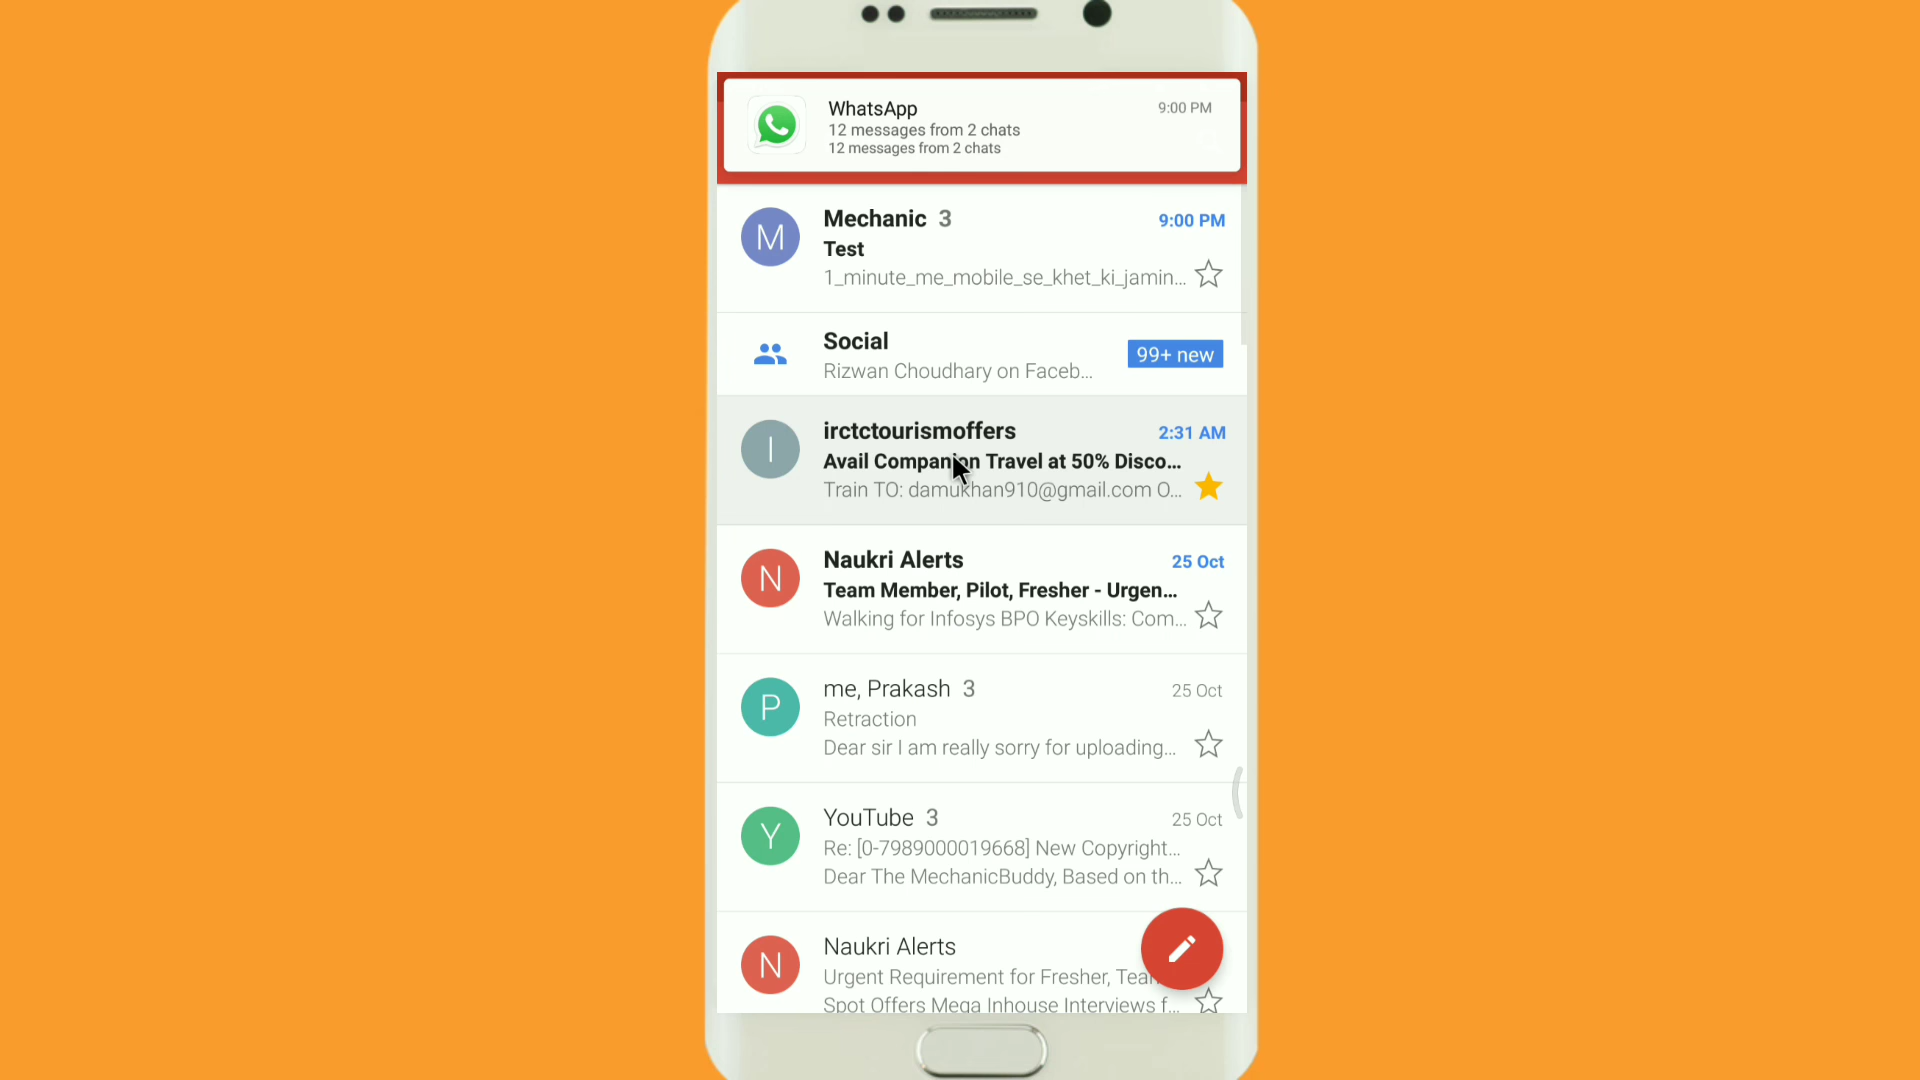 WhatsApp
9:00 PM
12 messages from 2 chats
12 messages from 2 chats
M
Mechanic 3
9:00 PM
Test
1_minute_me_mobile_se_khet_ki_jamin...
Social
99+ new
Rizwan Choudhary on Faceb...
I
irctctourismoffers
2:31 AM
Avail Companion Travel at 50% Disco...
Train TO: damukhan910@gmail.com O...
N
Naukri Alerts
25 Oct
Team Member, Pilot, Fresher - Urgen...
Walking for Infosys BPO Keyskills: Com...
P
me, Prakash 3
25 Oct
Retraction
Dear sir I am really sorry for uploading...
Y
YouTube 3
25 Oct
Re: [0-7989000019668] New Copyright...
Dear The MechanicBuddy, Based on th...
N
Naukri Alerts
Urgent Requirement for Fresher,
Spot Offers Mega Inhouse Interviews f...